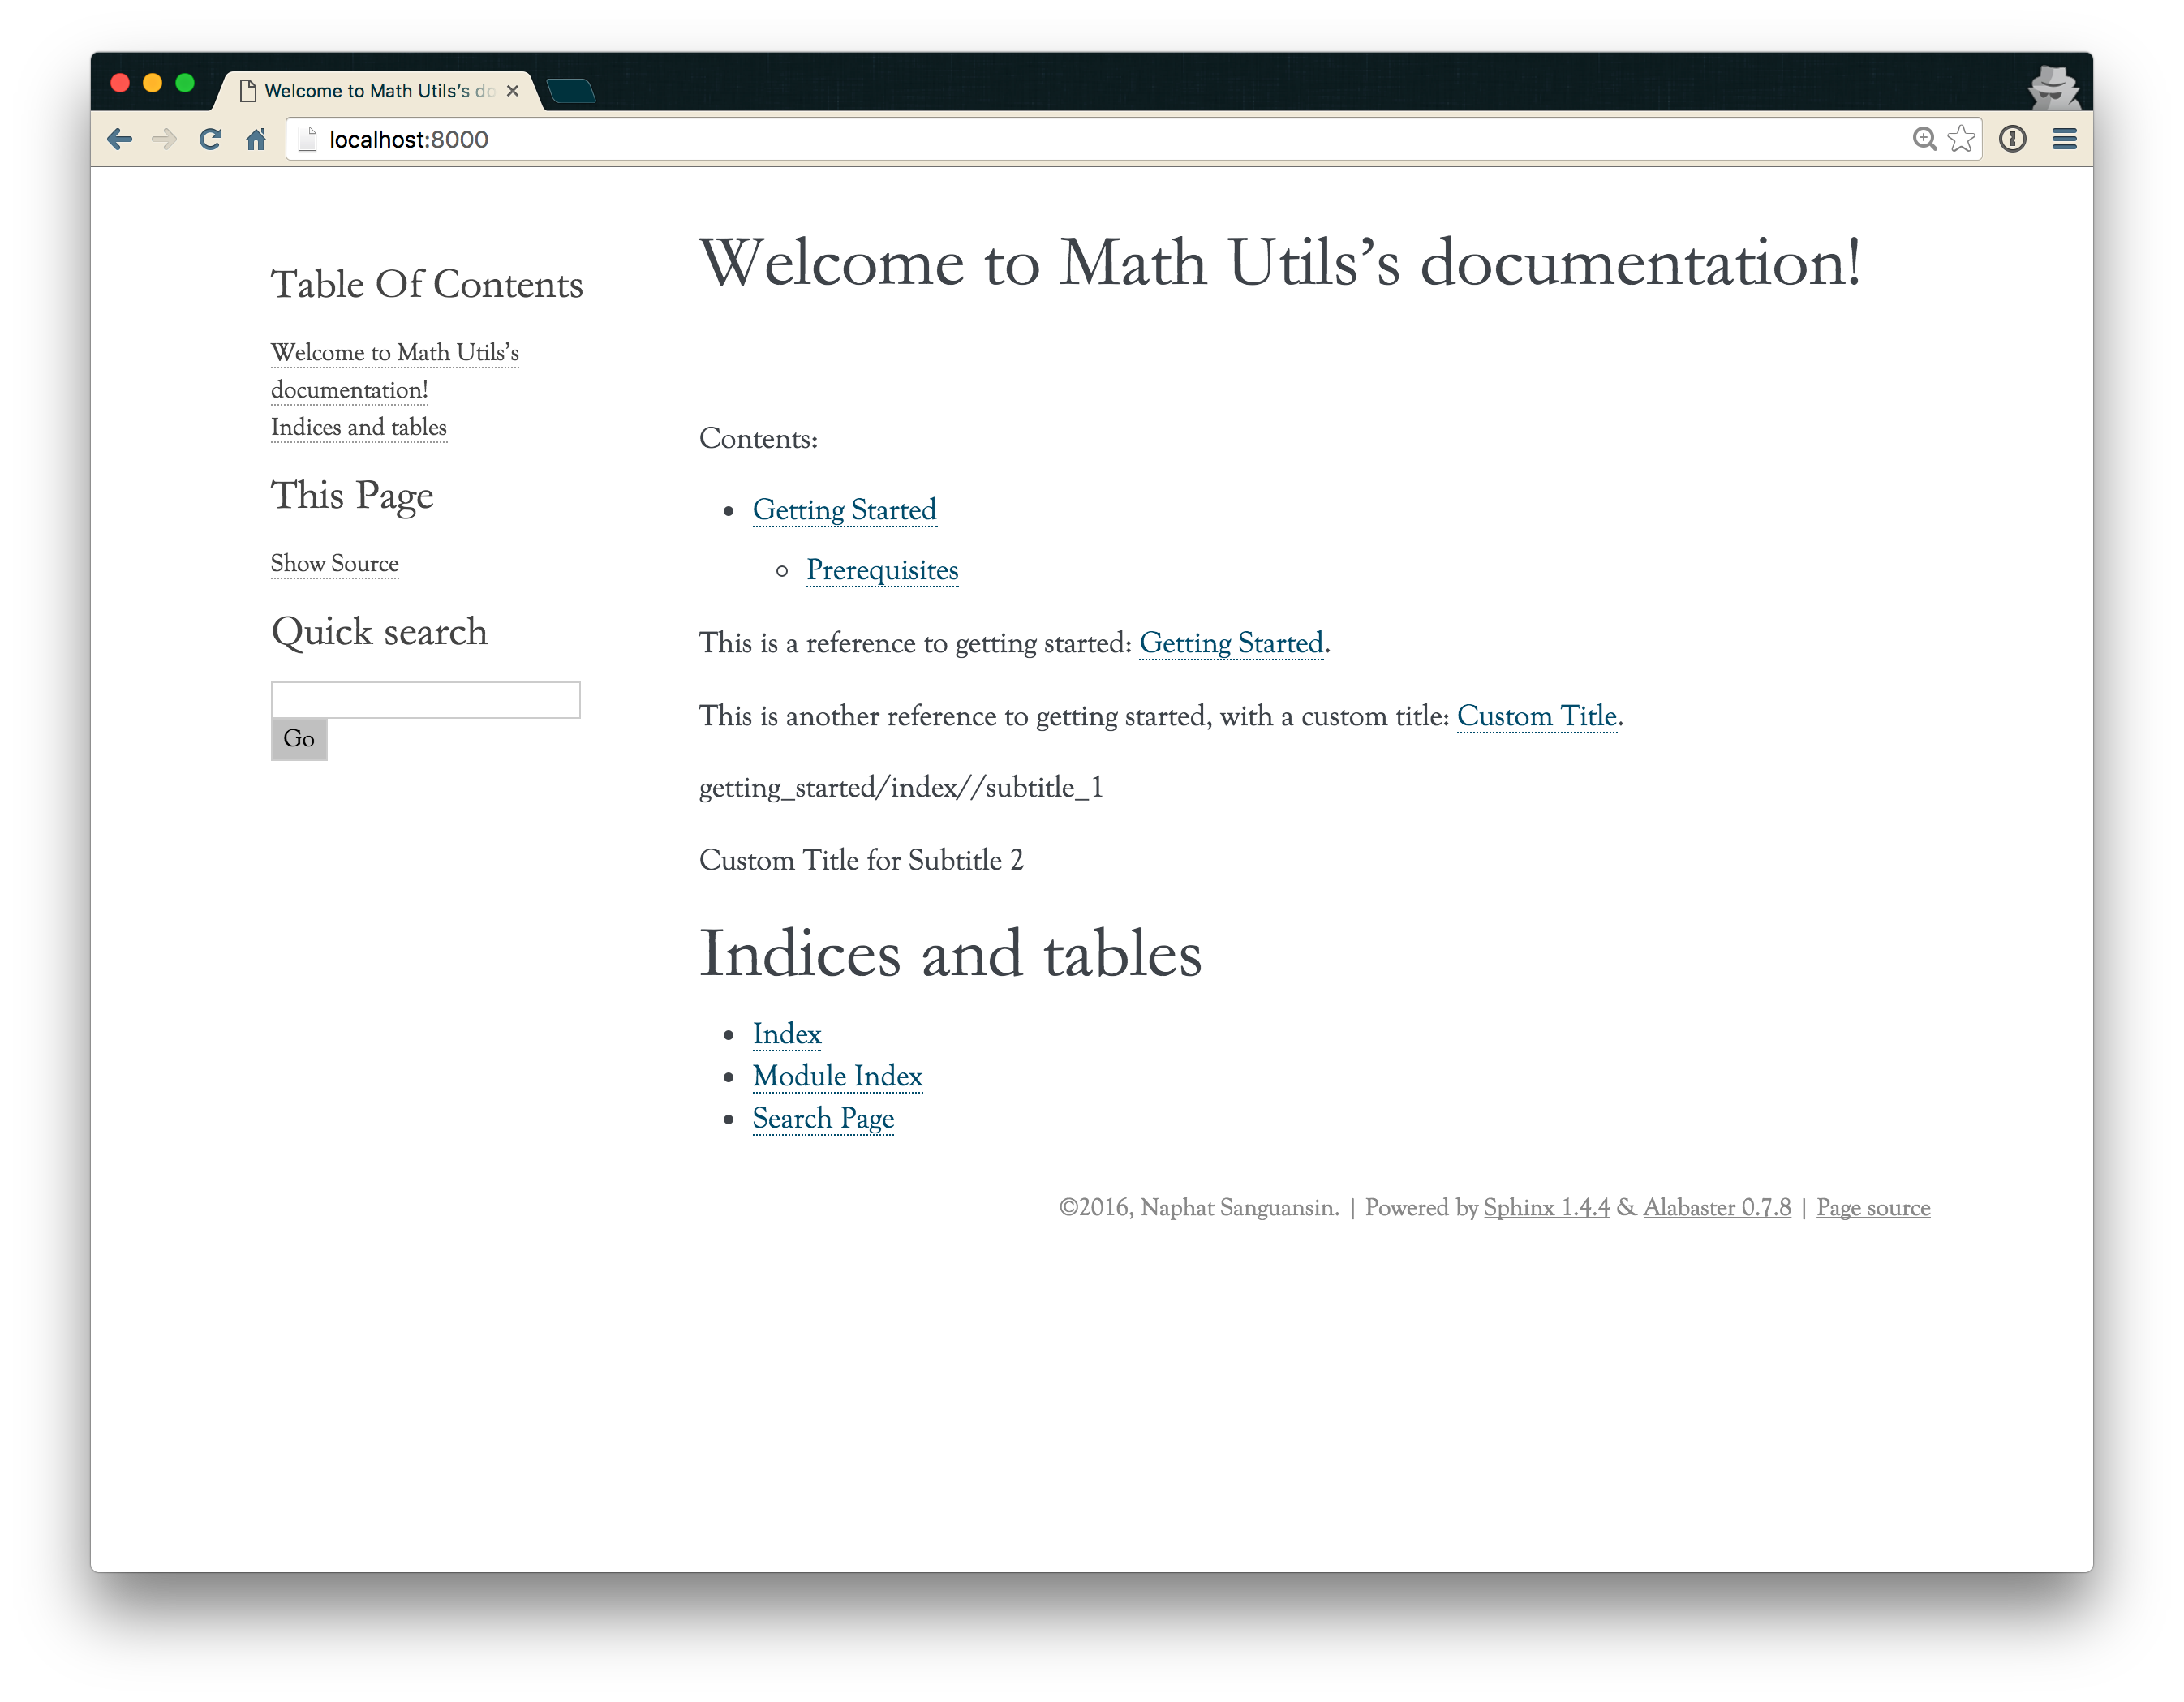 Welcome to Math Utils's do
localhost:8000
Table Of Contents
Welcome to Math Utils’s
documentation!
Indices and tables
This Page
Show Source
Quick search
Go
Welcome to Math Utils’s documentation!
Contents:
Getting Started
Prerequisites
This is a reference to getting started: Getting Started.
This is another reference to getting started, with a custom title: Custom Title.
getting_started/index//subtitle_1
Custom Title for Subtitle 2
Indices and tables
Index
Module Index
Search Page
©2016, Naphat Sanguansin. | Powered by Sphinx 1.4.4 & Alabaster 0.7.8 | Page source